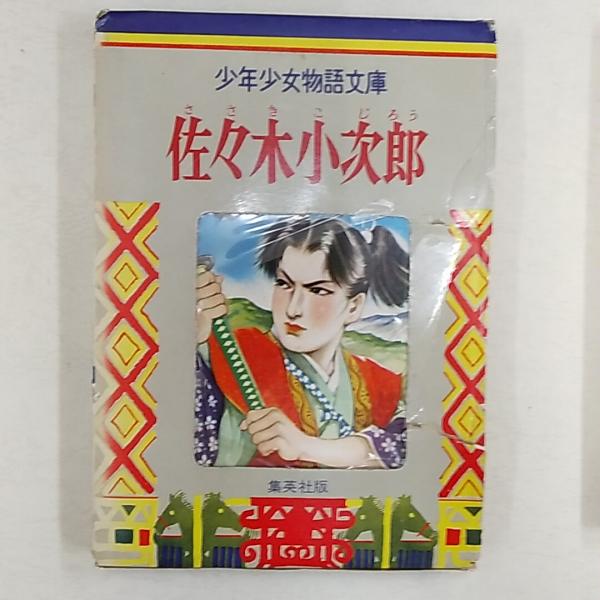 少年少女物語文庫
ささきこじろう
佐々木小次郎
集英社版